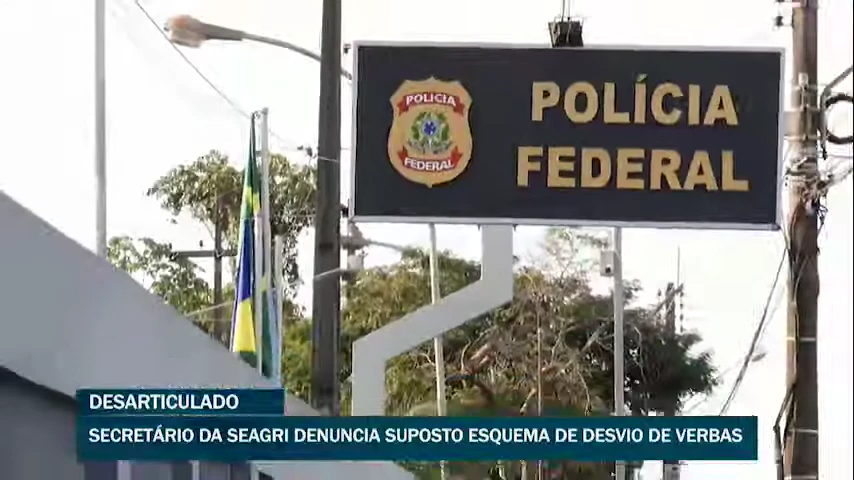 POLÍCIA
FEDERAL
POLICIA
FEDERAL
DESARTICULADO
SECRETÁRIO DA SEAGRI DENUNCIA SUPOSTO ESQUEMA DE DESVIO DE VERBAS